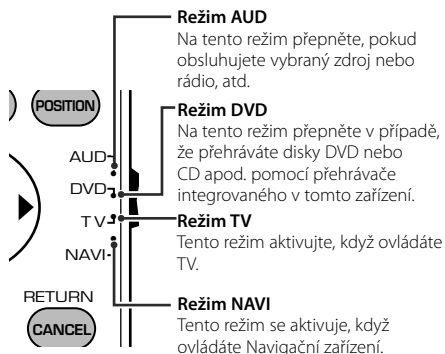 Režim AUD
Na tento režim přepněte, pokud
obsluhujete vybraný zdroj nebo
rádio, atd.
Režim DVD
Na tento režim přepněte v případě,
že přehráváte disky DVD nebo
CD apod. pomocí přehrávače
integrovaného v tomto zařízení.
Režim TV
Tento režim aktivujte, když ovládáte
TV.
Režim NAVI
Tento režim se aktivuje, když
ovládáte Navigační zařízení.
POSITION
AUD
DVD
TV
NAVI
RETURN
CANCEL